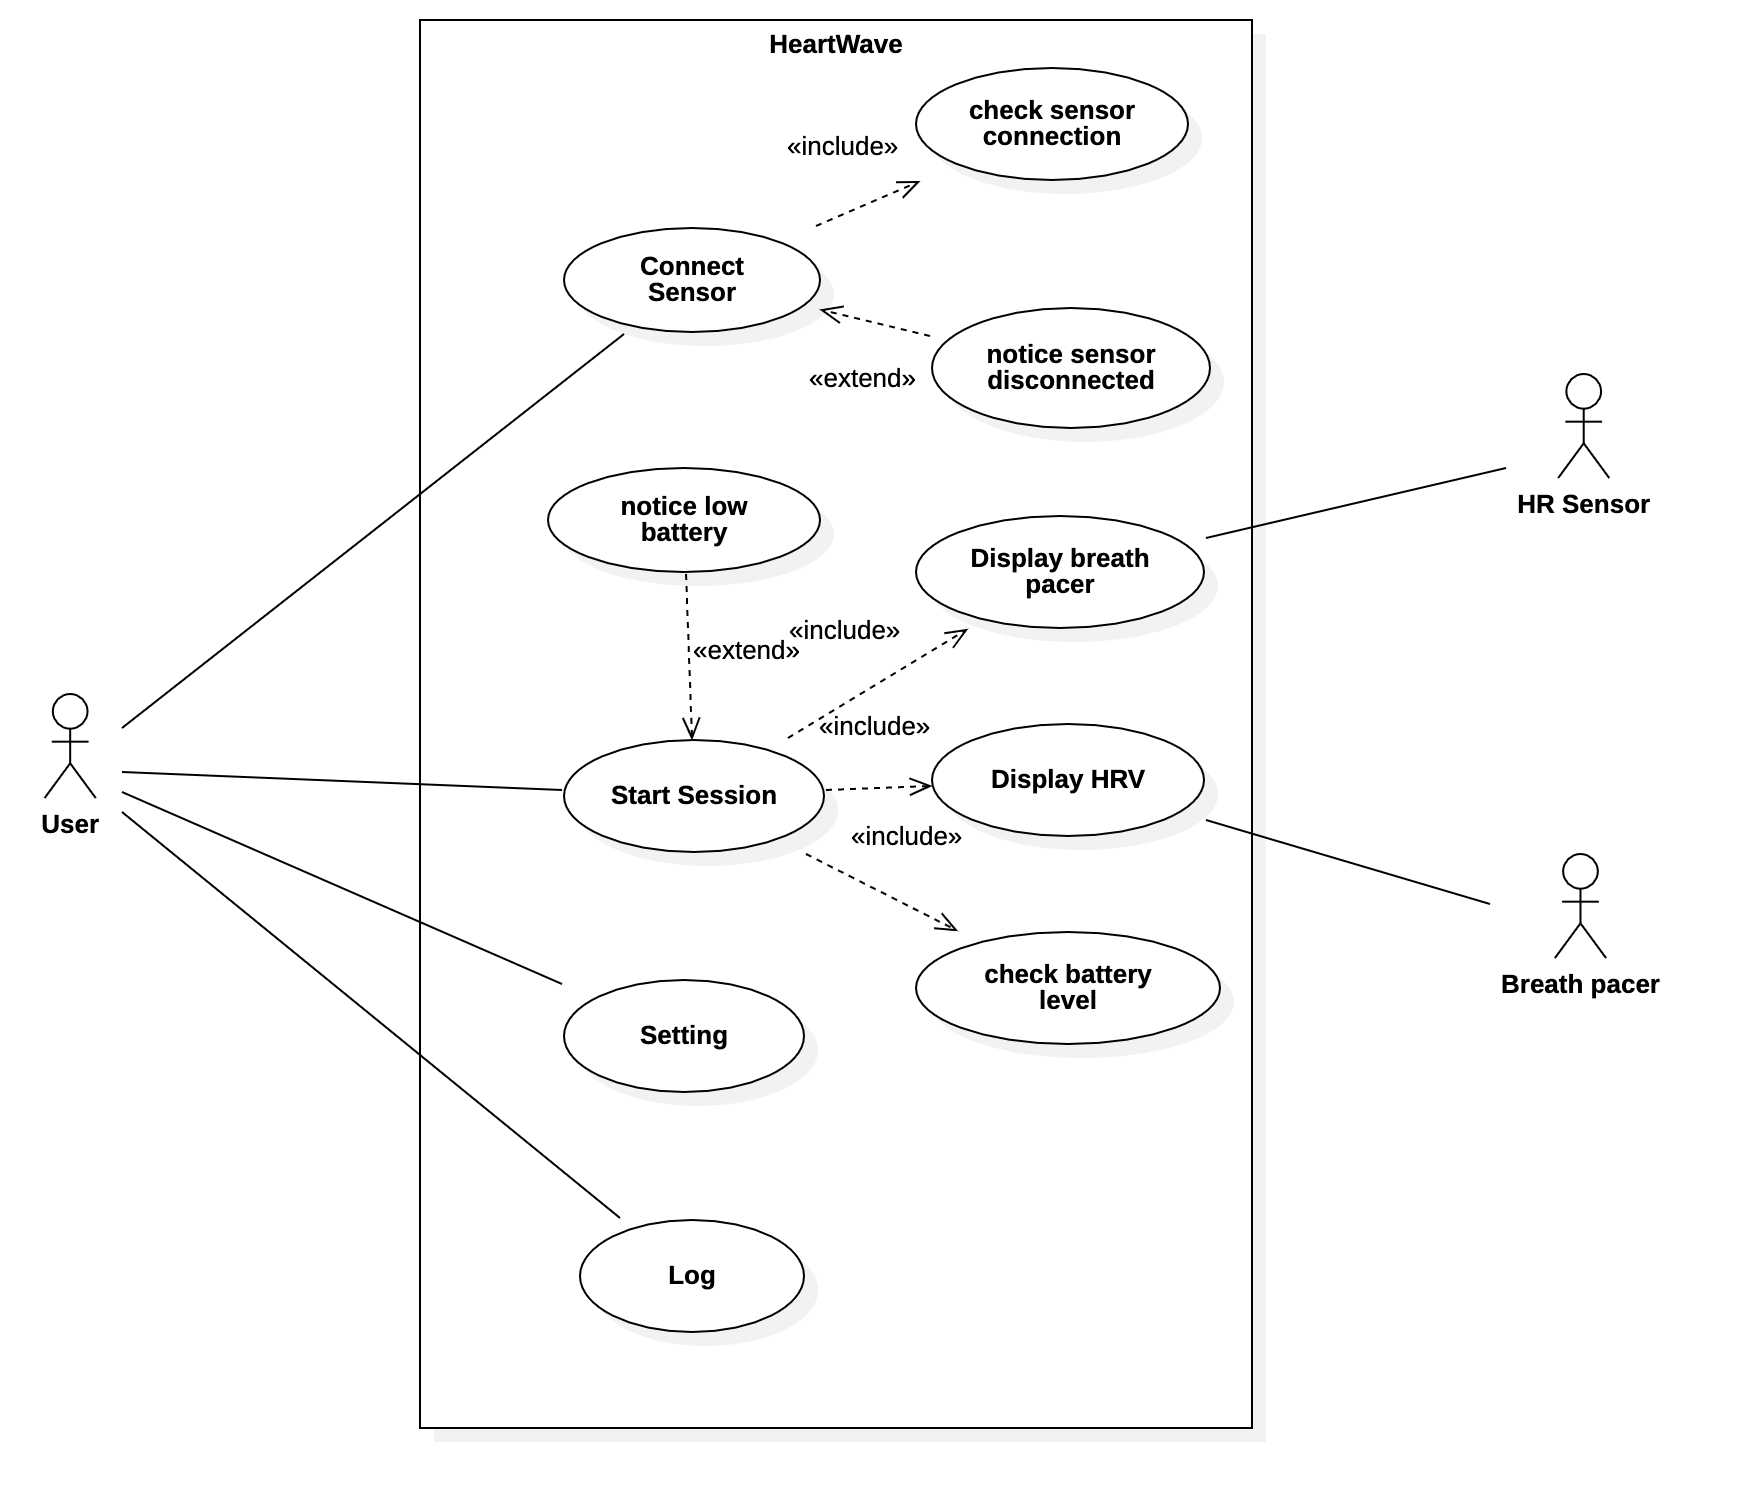 HeartWave
check sensor
connection
«include»
Connect
Sensor
notice sensor
disconnected
«extend»
HR Sensor
notice low
battery
Display breath
pacer
«include»
«extend»
«include»
Display HRV
Start Session
User
«include»
check battery
level
Breath pacer
Setting
Log